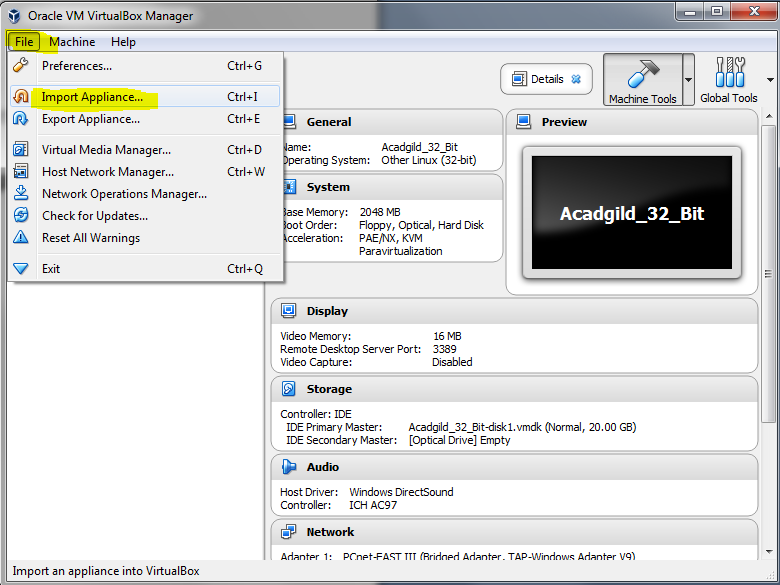 Oracle VM VirtualBox Manager
File Machine Help
Preferences... Ctrl+G
Import Appliance... Ctrl+I
Export Appliance... Ctrl+E
Virtual Media Manager... Ctrl+D
Host Network Manager... Ctrl+W
Network Operations Manager...
Check for Updates...
Reset All Warnings
Exit Ctrl+Q
Details
Machine Tools
Global Tools
General
Name: Acadgild_32_Bit
Operating System: Other Linux (32-bit)
System
Base Memory: 2048 MB
Boot Order: Floppy, Optical, Hard Disk
Acceleration: PAE/NX, KVM
Paravirtualization
Preview
Acadgild_32_Bit
Display
Video Memory: 16 MB
Remote Desktop Server Port: 3389
Video Capture: Disabled
Storage
Controller: IDE
IDE Primary Master: Acadgild_32_Bit-disk1.vmdk (Normal, 20.00 GB)
IDE Secondary Master: [Optical Drive] Empty
Audio
Host Driver: Windows DirectSound
Controller: ICH AC97
Network
Adapter 1: PCnet-FAST III (Bridged Adapter, TAP-Windows Adapter V9)
Import an appliance into VirtualBox